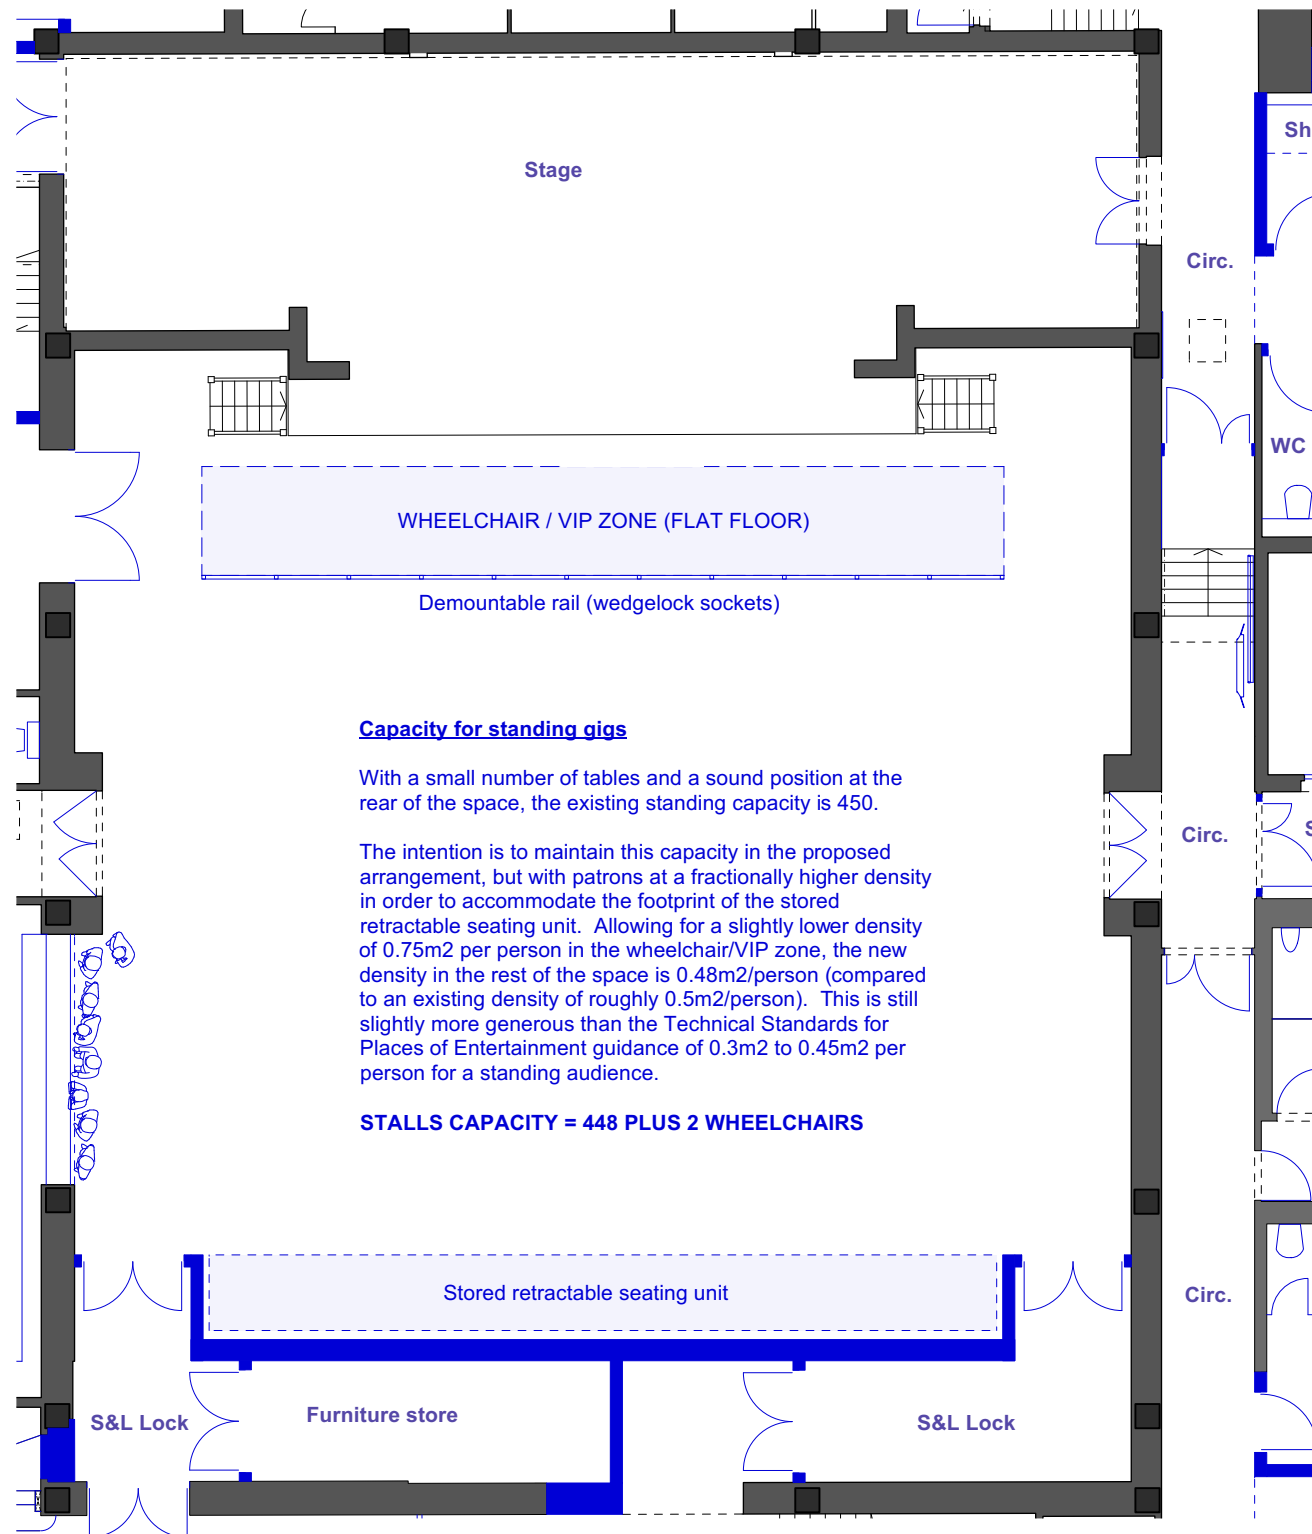 Stage
Sh
Circ.
WC
WHEELCHAIR / VIP ZONE (FLAT FLOOR)
Demountable rail (wedgelock sockets)
Capacity for standing gigs
With a small number of tables and a sound position at the
rear of the space, the existing standing capacity is 450.
The intention is to maintain this capacity in the proposed
arrangement, but with patrons at a fractionally higher density
in order to accommodate the footprint of the stored
retractable seating unit.  Allowing for a slightly lower density
of 0.75m2 per person in the wheelchair/VIP zone, the new
density in the rest of the space is 0.48m2/person (compared
to an existing density of roughly 0.5m2/person).  This is still
slightly more generous than the Technical Standards for
Places of Entertainment guidance of 0.3m2 to 0.45m2 per
person for a standing audience.
STALLS CAPACITY = 448 PLUS 2 WHEELCHAIRS
Circ.
Stored retractable seating unit
Circ.
S&L Lock
Furniture store
S&L Lock